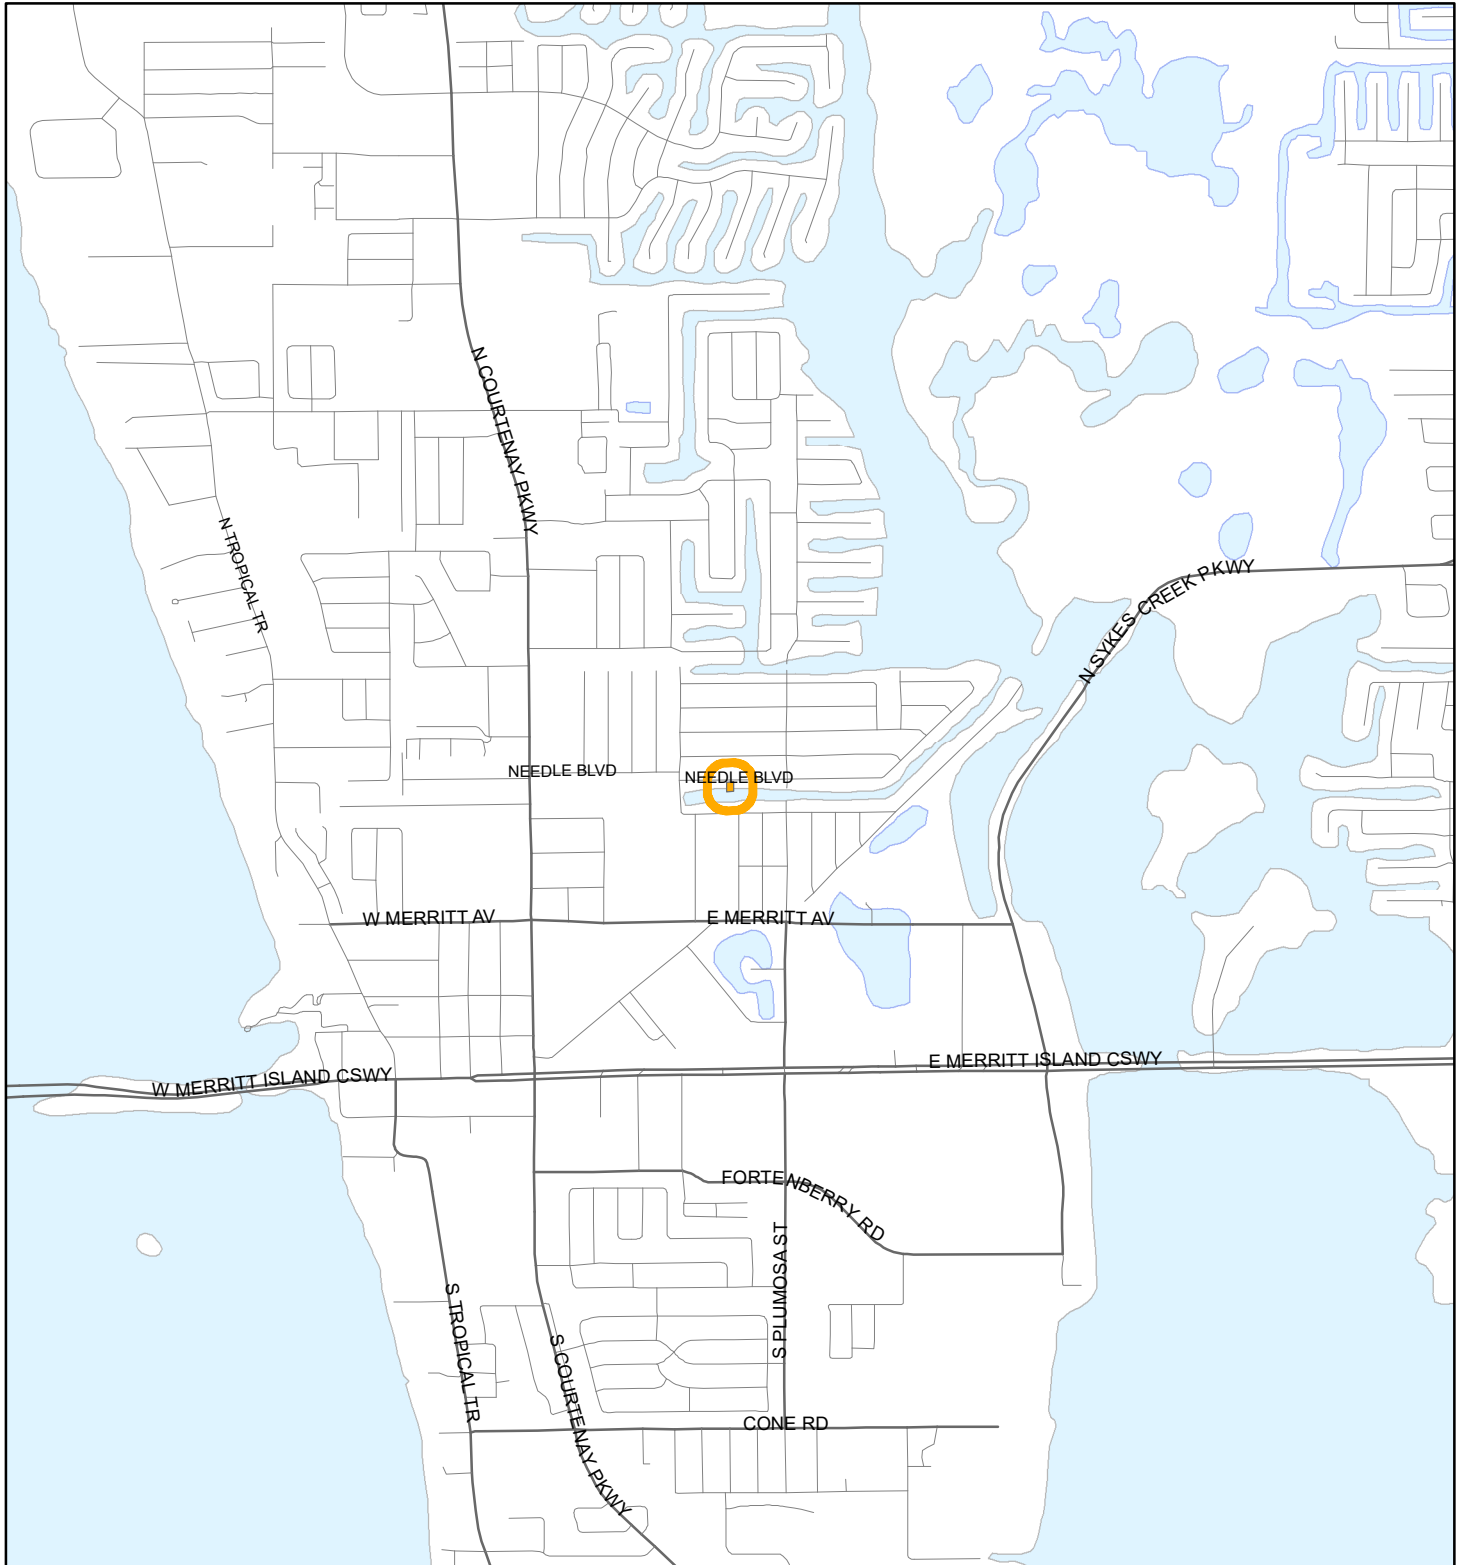 N COURTENAY PKWY
N TROPICAL TR
N SYKES CREEK PKWY
NEEDLE BLVD
NEEDLE BLVD
W MERRITT AV
E MERRITT AV
E MERRITT ISLAND CSWY
W MERRITT ISLAND CSWY
FORTENBERRY RD
S PLUMOSA ST
S TROPICAL TR
S COURTENAY PKWY
CONE RD